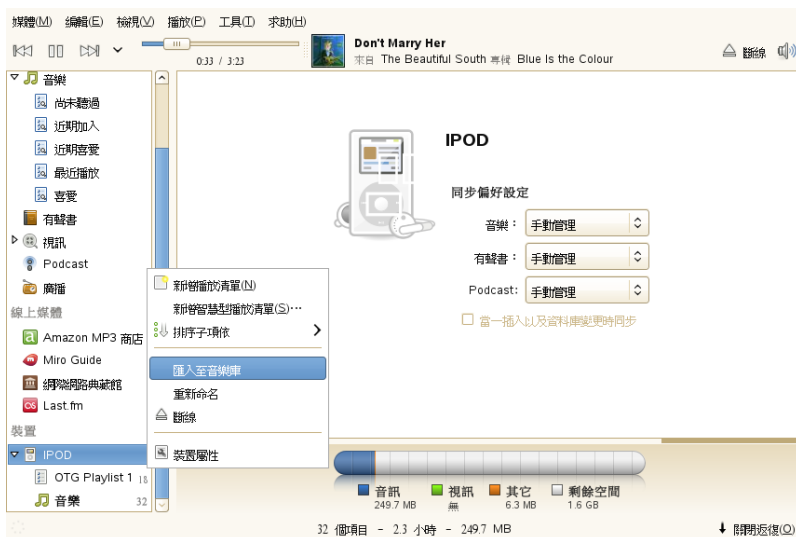 媒體(M) 編輯(E) 檢視(V) 播放(P) 工具(T) 求助(H)
0:33 / 3:23
Don't Marry Her
來自 The Beautiful South 專輯 Blue Is the Colour
斷線
音樂
尚未聽過
近期加入
近期喜愛
最近播放
喜愛
有聲書
視訊
Podcast
廣播
線上媒體
Amazon MP3 商店
Miro Guide
網際網路典藏館
Last.fm
裝置
IPOD
OTG Playlist 1 18
音樂 32
新增播放清單(N)
新增智慧型播放清單(S)⋯
排序子項依
匯入至音樂庫
重新命名
斷線
裝置屬性
IPOD
同步偏好設定
音樂：手動管理
有聲書：手動管理
Podcast: 手動管理
當一插入以及資料庫變更時同步
音訊
249.7 MB
視訊
無
其它
6.3 MB
剩餘空間
1.6 GB
32 個項目 - 2.3 小時 - 249.7 MB
關閉返復(O)